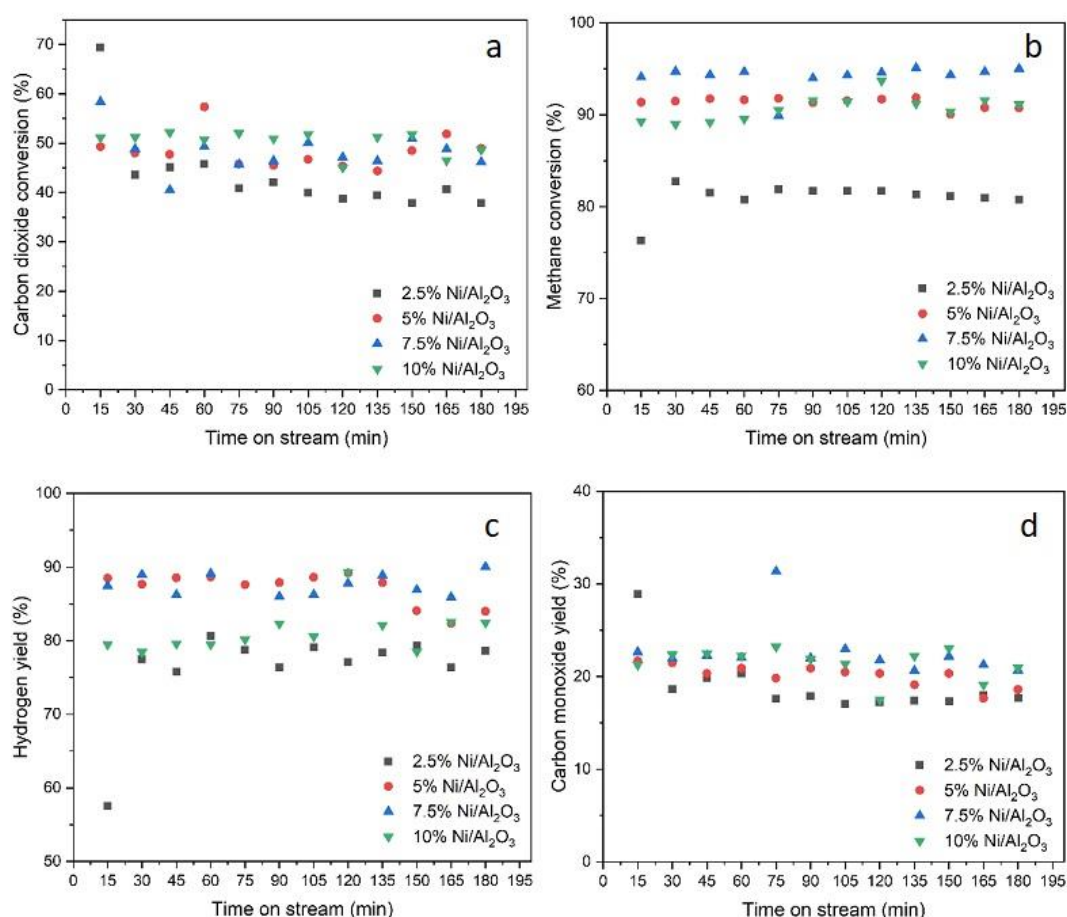 a
Carbon dioxide conversion (%)
70
60
50
40
30
20
10
0
2.5% Ni/Al₂O₃
5% Ni/Al₂O₃
7.5% Ni/Al₂O₃
10% Ni/Al₂O₃
0 15 30 45 60 75 90 105 120 135 150 165 180 195
Time on stream (min)
b
Methane conversion (%)
100
90
80
70
60
2.5% Ni/Al₂O₃
5% Ni/Al₂O₃
7.5% Ni/Al₂O₃
10% Ni/Al₂O₃
0 15 30 45 60 75 90 105 120 135 150 165 180 195
Time on stream (min)
c
Hydrogen yield (%)
100
90
80
70
60
50
2.5% Ni/Al₂O₃
5% Ni/Al₂O₃
7.5% Ni/Al₂O₃
10% Ni/Al₂O₃
0 15 30 45 60 75 90 105 120 135 150 165 180 195
Time on stream (min)
d
Carbon monoxide yield (%)
40
30
20
10
0
2.5% Ni/Al₂O₃
5% Ni/Al₂O₃
7.5% Ni/Al₂O₃
10% Ni/Al₂O₃
0 15 30 45 60 75 90 105 120 135 150 165 180 195
Time on stream (min)